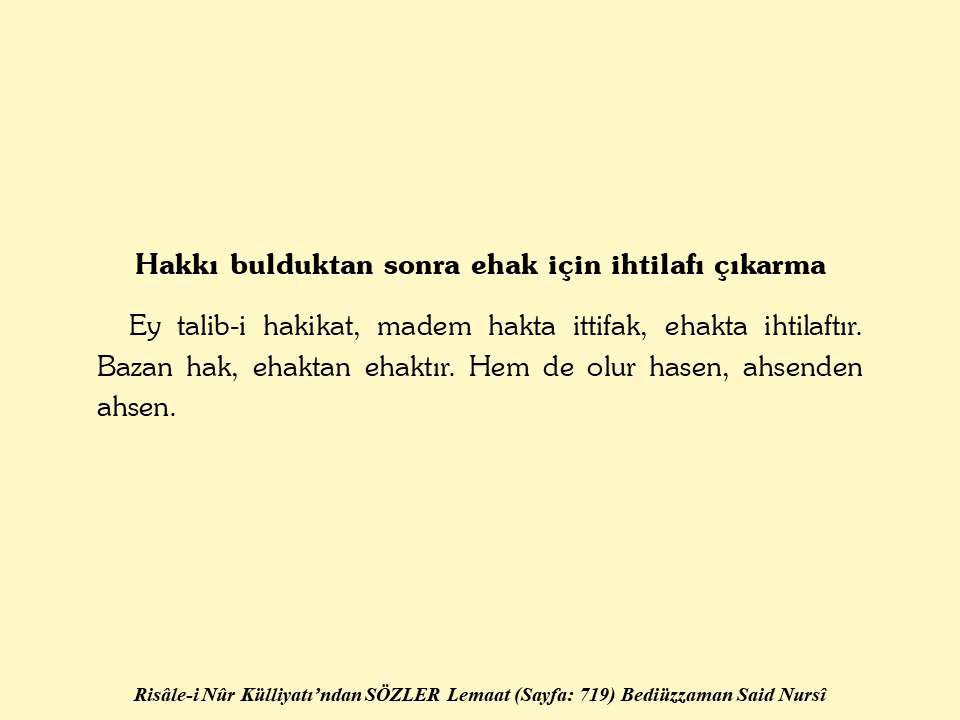 Hakkı bulduktan sonra ehak için ihtilafı çıkarma
Ey talib-i hakikat, madem hakta ittifak, ehakta ihtilaftır.
Bazan hak, ehaktan ehaktır. Hem de olur hasen, ahsenden
ahsen.
Risâle-i Nûr Külliyatı’ndan SÖZLER Lemaat (Sayfa: 719) Bediüzzaman Said Nursî